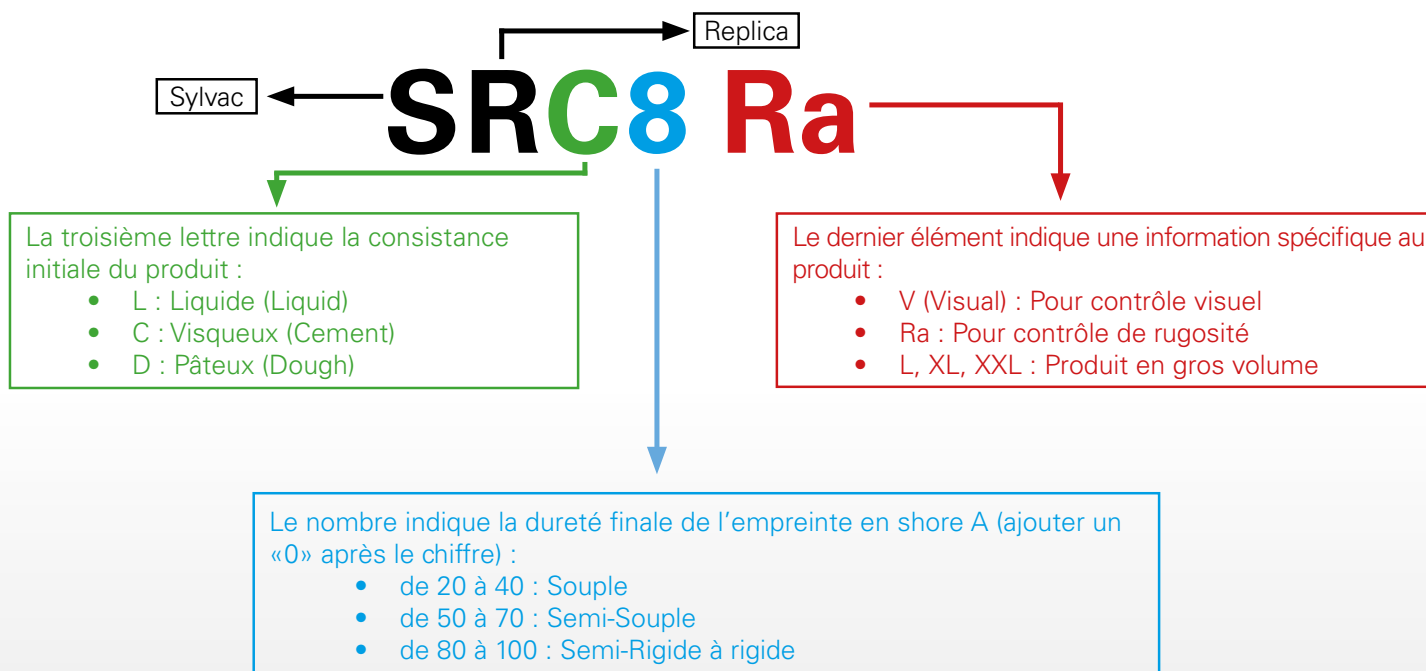 Replica
Sylvac
SRC8 Ra
La troisième lettre indique la consistance
initiale du produit :
• L : Liquide (Liquid)
• C : Visqueux (Cement)
• D : Pâteux (Dough)
Le dernier élément indique une information spécifique au
produit :
• V (Visual) : Pour contrôle visuel
• Ra : Pour contrôle de rugosité
• L, XL, XXL : Produit en gros volume
Le nombre indique la dureté finale de l’empreinte en shore A (ajouter un
«0» après le chiffre) :
• de 20 à 40 : Souple
• de 50 à 70 : Semi-Souple
• de 80 à 100 : Semi-Rigide à rigide